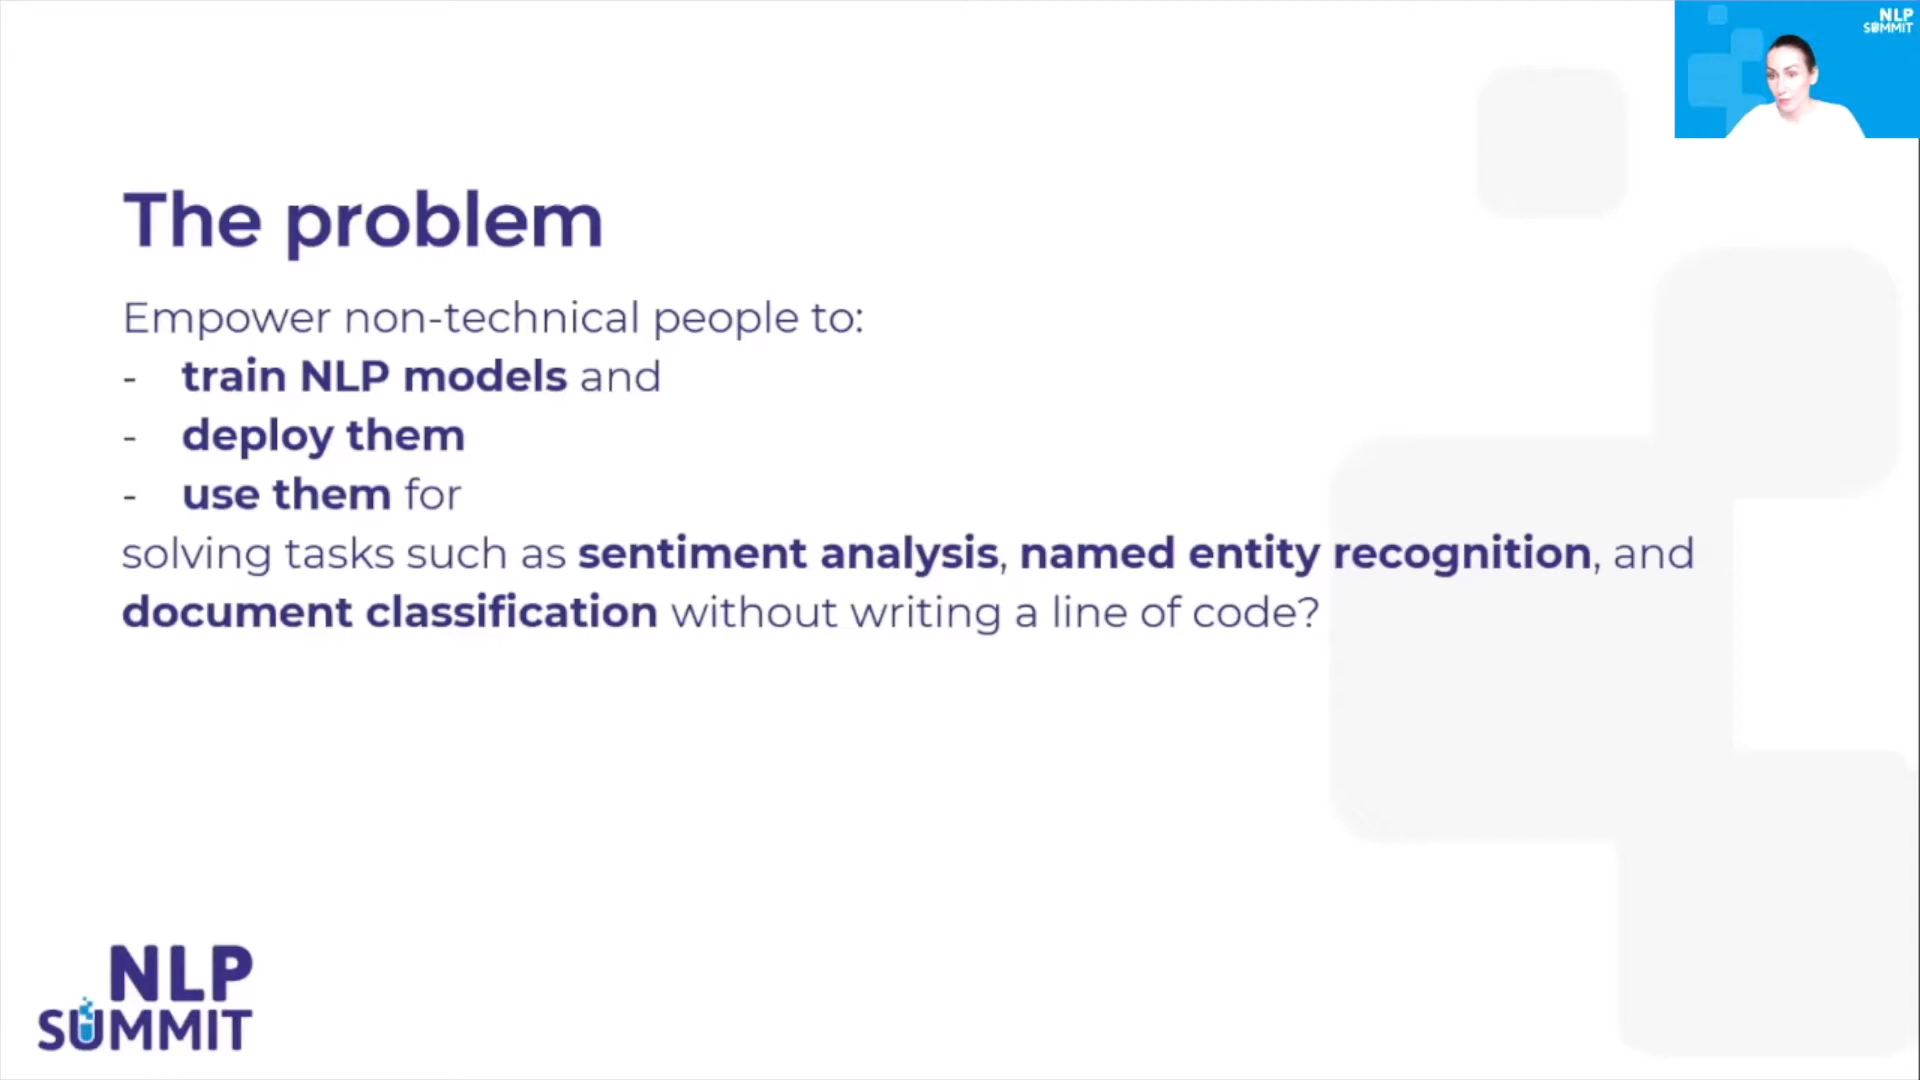 NLP
SUMMIT
The problem
Empower non-technical people to:
- train NLP models and
- deploy them
- use them for
solving tasks such as sentiment analysis, named entity recognition, and
document classification without writing a line of code?
NLP
SUMMIT